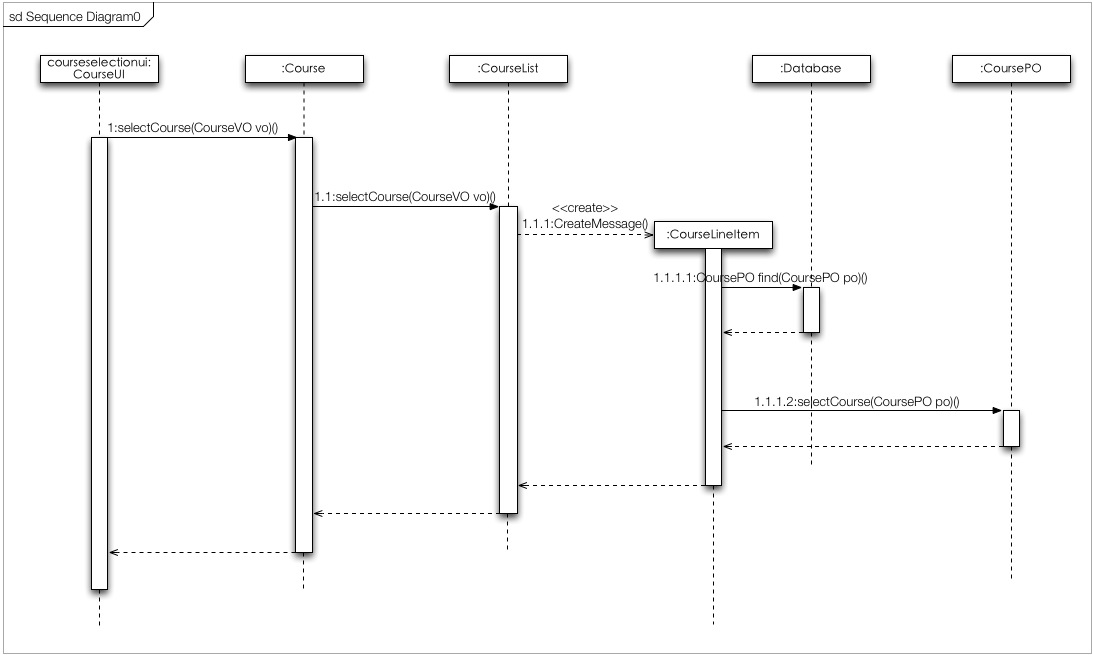 sd Sequence Diagram0
courseselectionui:
CourseUI
:Course
:CourseList
:Database
:CoursePO
1:selectCourse(CourseVO vo)()
1.1:selectCourse(CourseVO vo)()
<<create>>
1.1.1:CreateMessage()
:CourseLineItem
1.1.1.1:CoursePO find(CoursePO po)()
1.1.1.2:selectCourse(CoursePO po)()